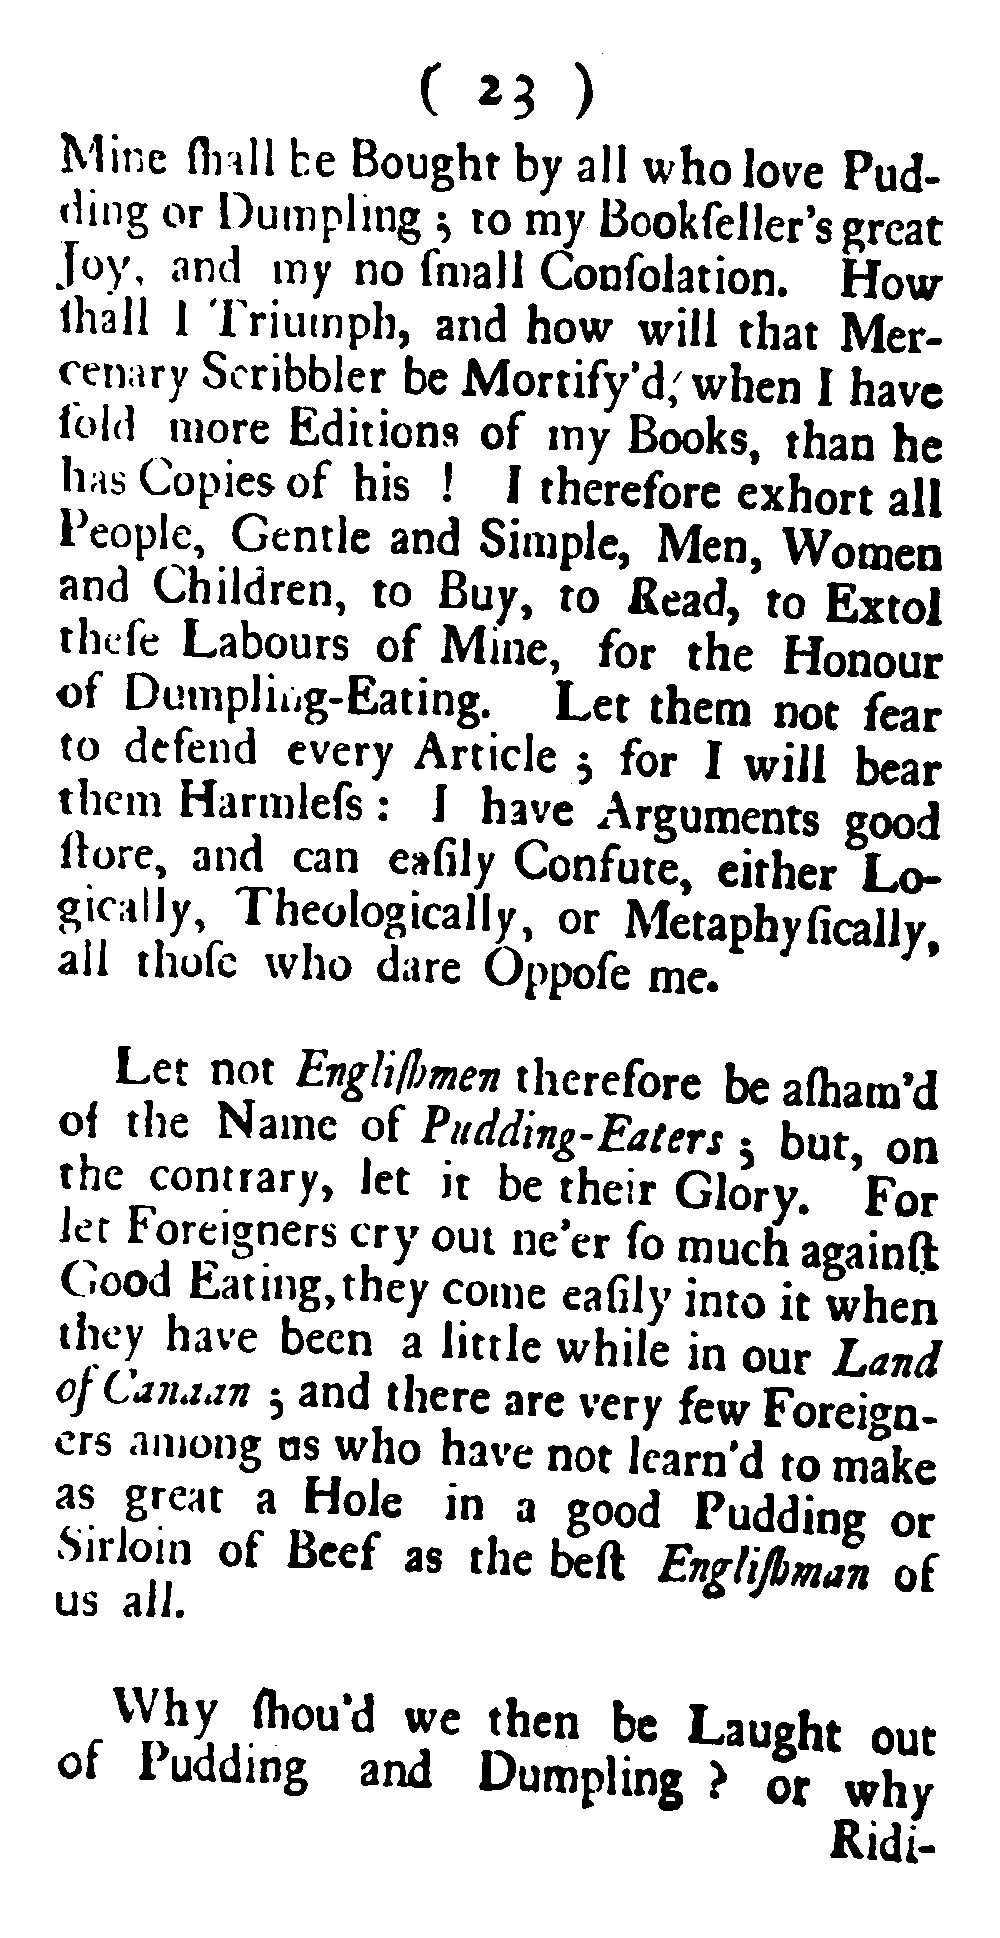 ( 23 )
Mine ſhall be Bought by all who love Pud-
ding or Dumpling ; to my Bookſeller's great
Joy, and my no ſmall Conſolation. How
ſhall I Triumph, and how will that Mer-
cenary Scribbler be Mortify'd, when I have
ſold more Editions of my Books, than he
has Copies of his ! I therefore exhort all
People, Gentle and Simple, Men, Women
and Children, to Buy, to Read, to Extol
theſe Labours of Mine, for the Honour
of Dumpling-Eating. Let them not fear
to defend every Article ; for I will bear
them Harmleſs : I have Arguments good
ſtore, and can eaſily Confute, either Lo-
gically, Theologically, or Metaphyſically,
all thoſe who dare Oppoſe me.
Let not Engliſhmen therefore be aſham'd
of the Name of Pudding-Eaters ; but, on
the contrary, let it be their Glory. For
let Foreigners cry out ne'er ſo much againſt
Good Eating, they come eaſily into it when
they have been a little while in our Land
of Canaan ; and there are very few Foreign-
ers among us who have not learn'd to make
as great a Hole in a good Pudding or
Sirloin of Beef as the beſt Engliſhman of
us all.
Why ſhou'd we then be Laught out
of Pudding and Dumpling ? or why
Ridi-